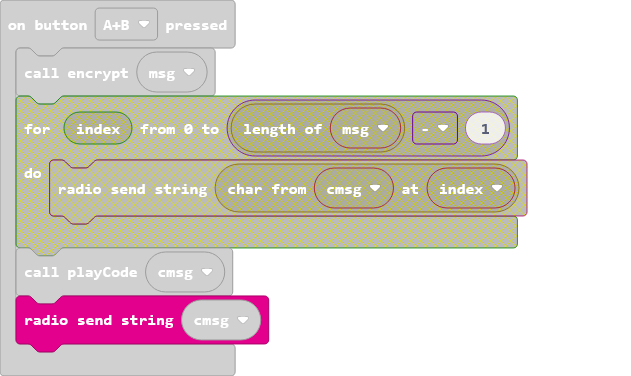 on button A+B pressed
call encrypt msg
for index from 0 to length of msg - 1
do
radio send string char from cmsg at index
call playCode cmsg
radio send string cmsg